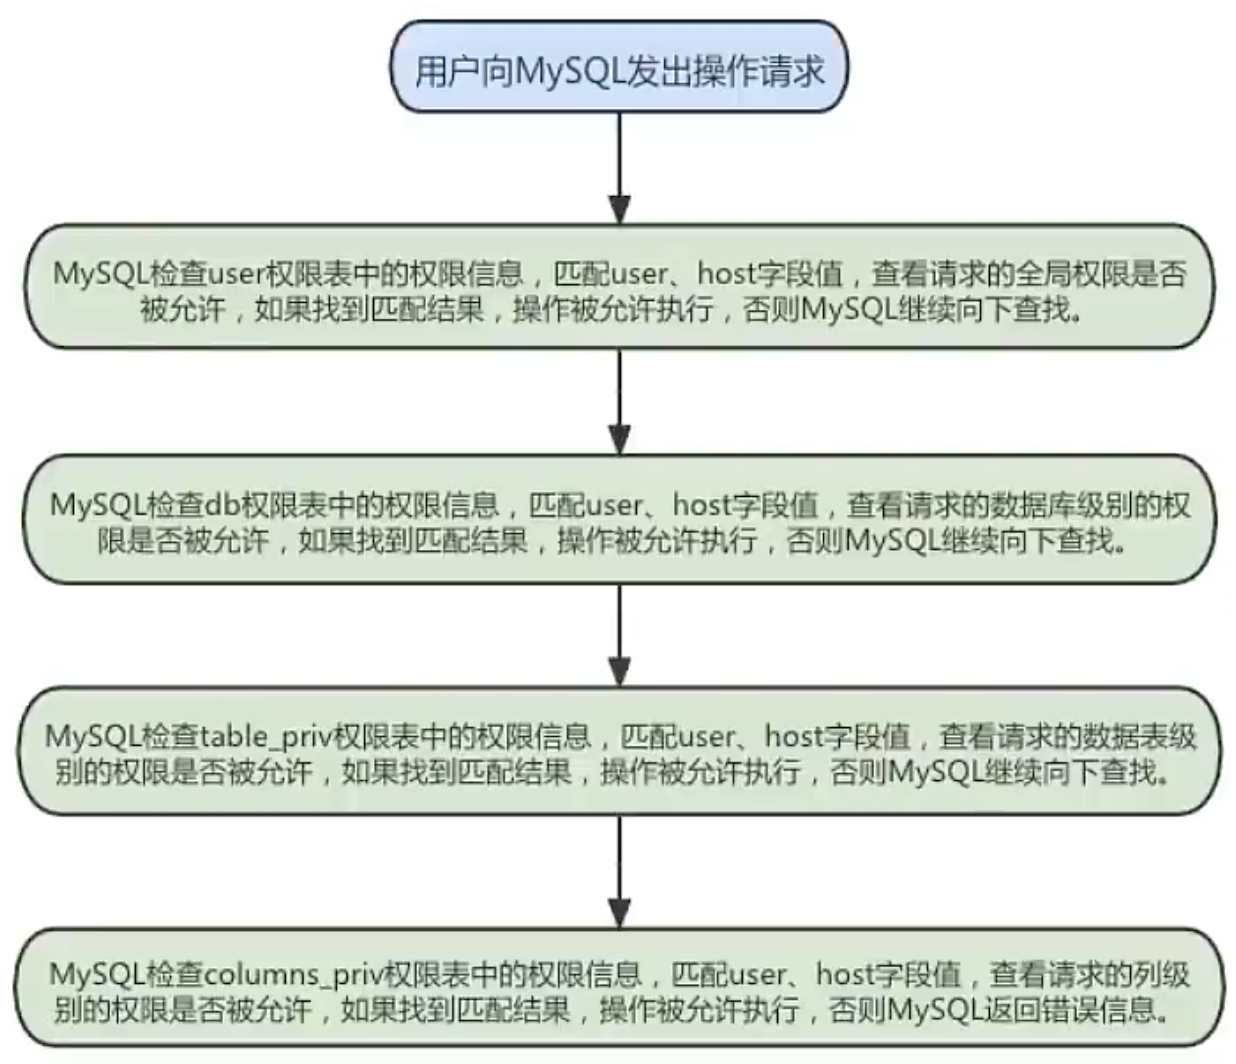 用户向MySQL发出操作请求
MySQL检查user权限表中的权限信息，匹配user、host字段值，查看请求的全局权限是否
被允许，如果找到匹配结果，操作被允许执行，否则MySQL继续向下查找。
MySQL检查db权限表中的权限信息，匹配user、host字段值，查看请求的数据库级别的权
限是否被允许，如果找到匹配结果，操作被允许执行，否则MySQL继续向下查找。
MySQL检查table_priv权限表中的权限信息，匹配user、host字段值，查看请求的数据表级
别的权限是否被允许，如果找到匹配结果，操作被允许执行，否则MySQL继续向下查找。
MySQL检查columns_priv权限表中的权限信息，匹配user、host字段值，查看请求的列级
别的权限是否被允许，如果找到匹配结果，操作被允许执行，否则MySQL返回错误信息。